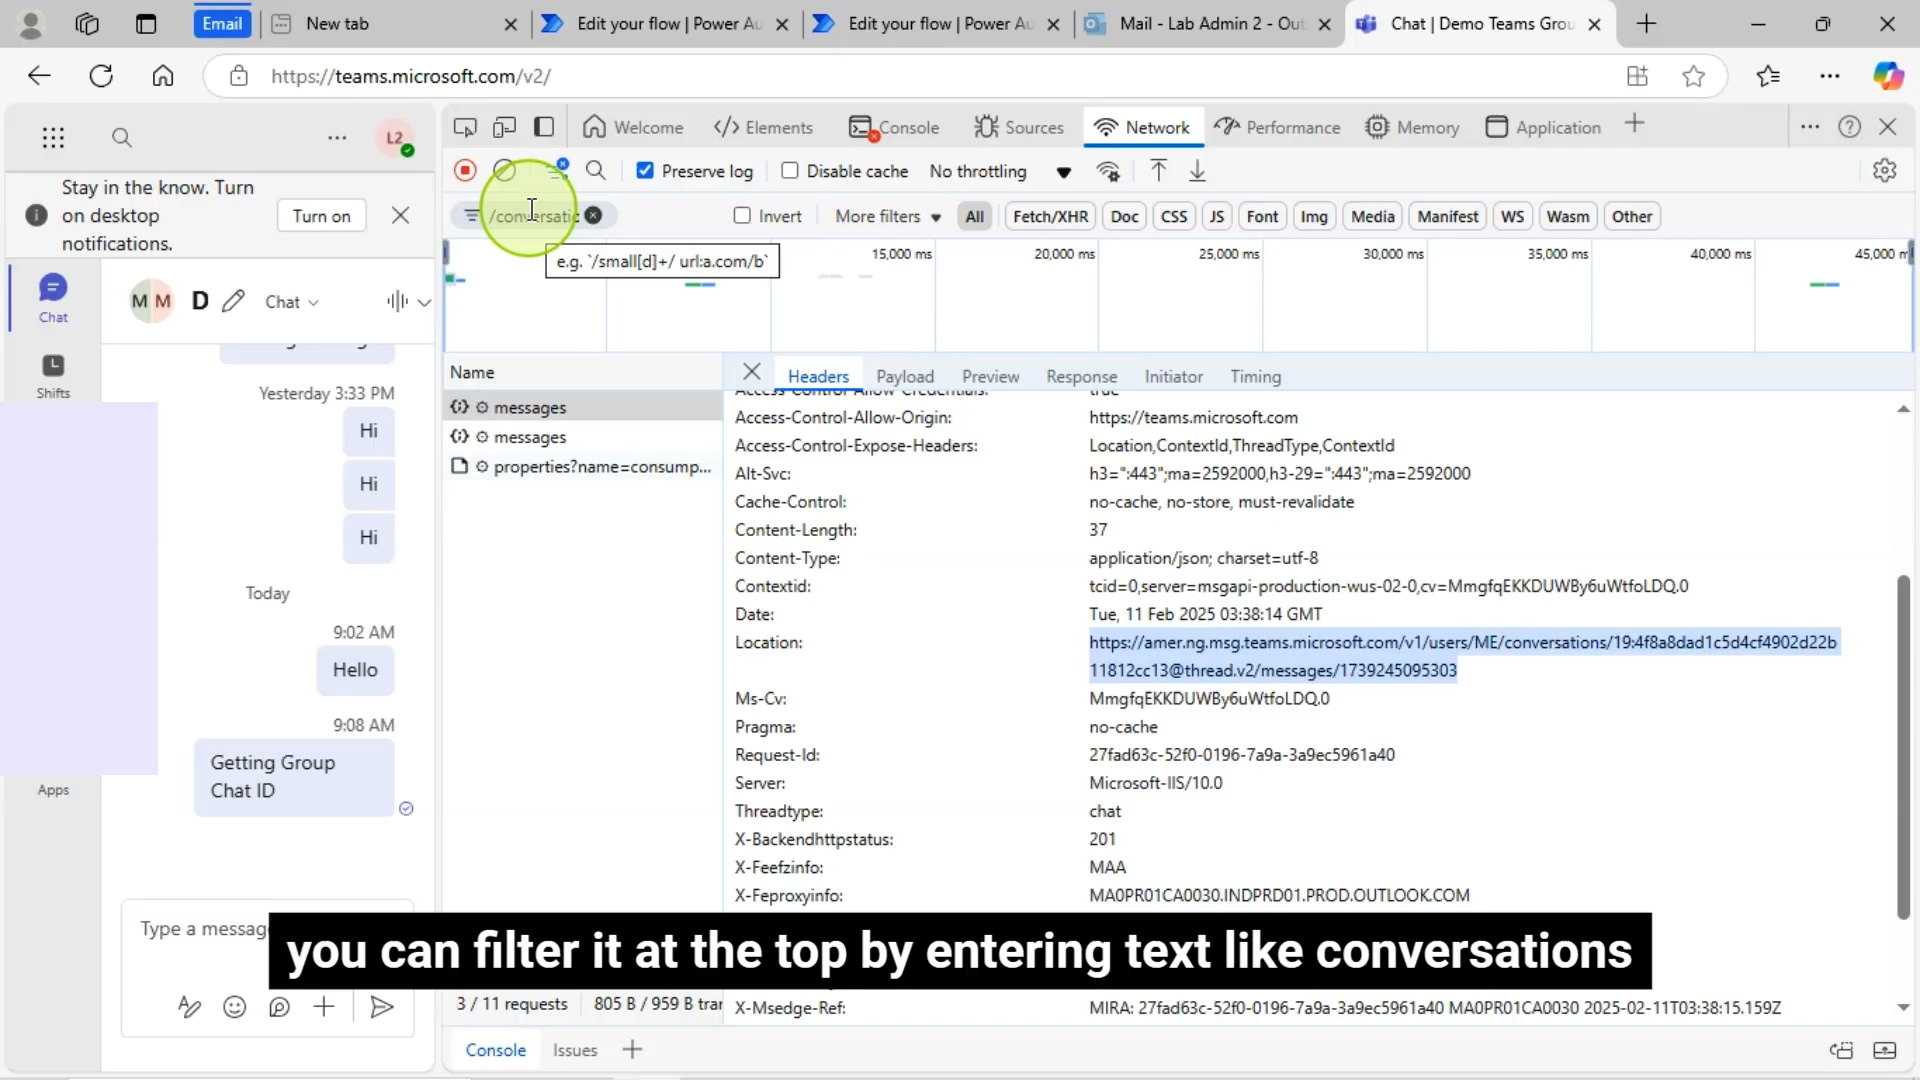 Email
New tab
Edit your flow | Power Au
Edit your flow | Power Au
Mail - Lab Admin 2 - Out
Chat | Demo Teams Grou
https://teams.microsoft.com/v2/
L2
Stay in the know. Turn
on desktop
notifications.
Turn on
Chat
Shifts
Apps
M M
D
Chat
Yesterday 3:33 PM
Hi
Hi
Hi
Today
9:02 AM
Hello
9:08 AM
Getting Group
Chat ID
Type a messag
Welcome
Elements
Console
Sources
Network
Performance
Memory
Application
Preserve log
Disable cache
No throttling
/conversatic
Invert
More filters
All
Fetch/XHR
Doc
CSS
JS
Font
Img
Media
Manifest
WS
Wasm
Other
e.g. `/small[d]+/ url:a.com/b`
15,000 ms
20,000 ms
25,000 ms
30,000 ms
35,000 ms
40,000 ms
45,000 m
Name
messages
messages
properties?name=consump...
Headers
Payload
Preview
Response
Initiator
Timing
Access-Control-Allow-Credentials: true
Access-Control-Allow-Origin: https://teams.microsoft.com
Access-Control-Expose-Headers: Location,ContextId,ThreadType,ContextId
Alt-Svc: h3=":443";ma=2592000,h3-29=":443";ma=2592000
Cache-Control: no-cache, no-store, must-revalidate
Content-Length: 37
Content-Type: application/json; charset=utf-8
Contextid: tcid=0,server=msgapi-production-wus-02-0,cv=MmgfqEKKDUWBy6uWtfoLDQ.0
Date: Tue, 11 Feb 2025 03:38:14 GMT
Location: https://amer.ng.msg.teams.microsoft.com/v1/users/ME/conversations/19:4f8a8dad1c5d4cf4902d22b
11812cc13@thread.v2/messages/1739245095303
Ms-Cv: MmgfqEKKDUWBy6uWtfoLDQ.0
Pragma: no-cache
Request-Id: 27fad63c-52f0-0196-7a9a-3a9ec5961a40
Server: Microsoft-IIS/10.0
Threadtype: chat
X-Backendhttpstatus: 201
X-Feefzinfo: MAA
X-Feproxyinfo: MA0PR01CA0030.INDPRD01.PROD.OUTLOOK.COM
you can filter it at the top by entering text like conversations
3 / 11 requests
805 B / 959 B trar
X-Msedge-Ref: MIRA: 27fad63c-52f0-0196-7a9a-3a9ec5961a40 MA0PR01CA0030 2025-02-11T03:38:15.159Z
Console
Issues